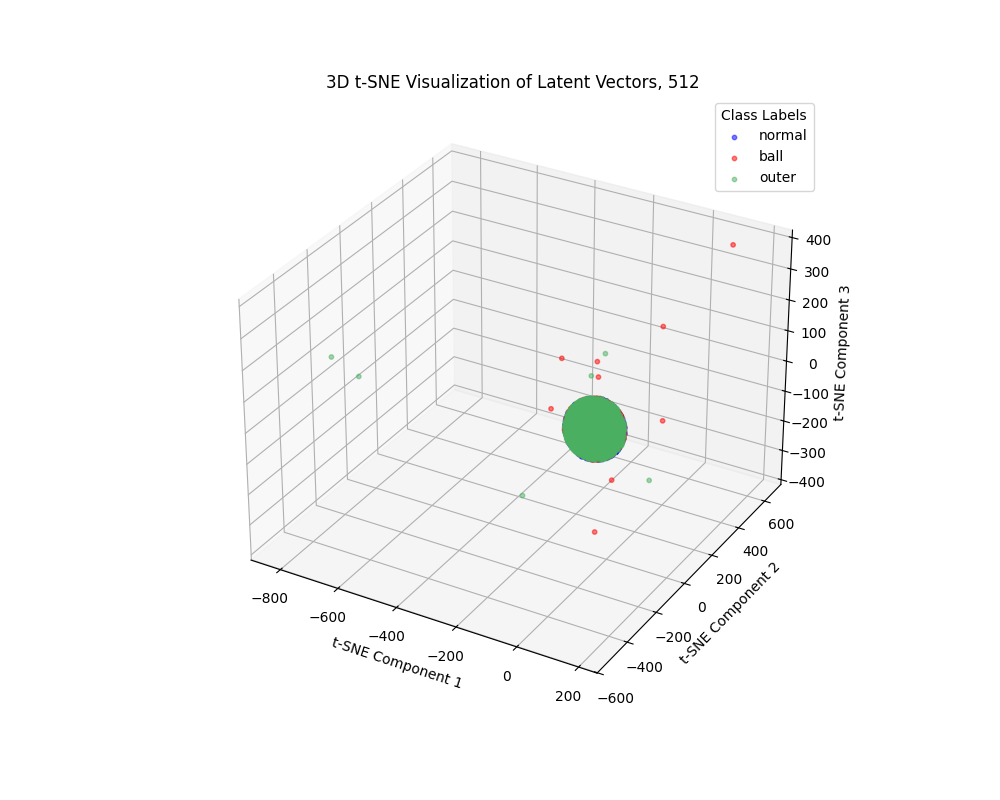 3D t-SNE Visualization of Latent Vectors, 512
Class Labels
normal
ball
outer
400
300
200
100
0
−100
−200
−300
−400
t-SNE Component 3
600
400
200
0
−200
−400
−600
t-SNE Component 2
−800
−600
−400
−200
0
200
t-SNE Component 1